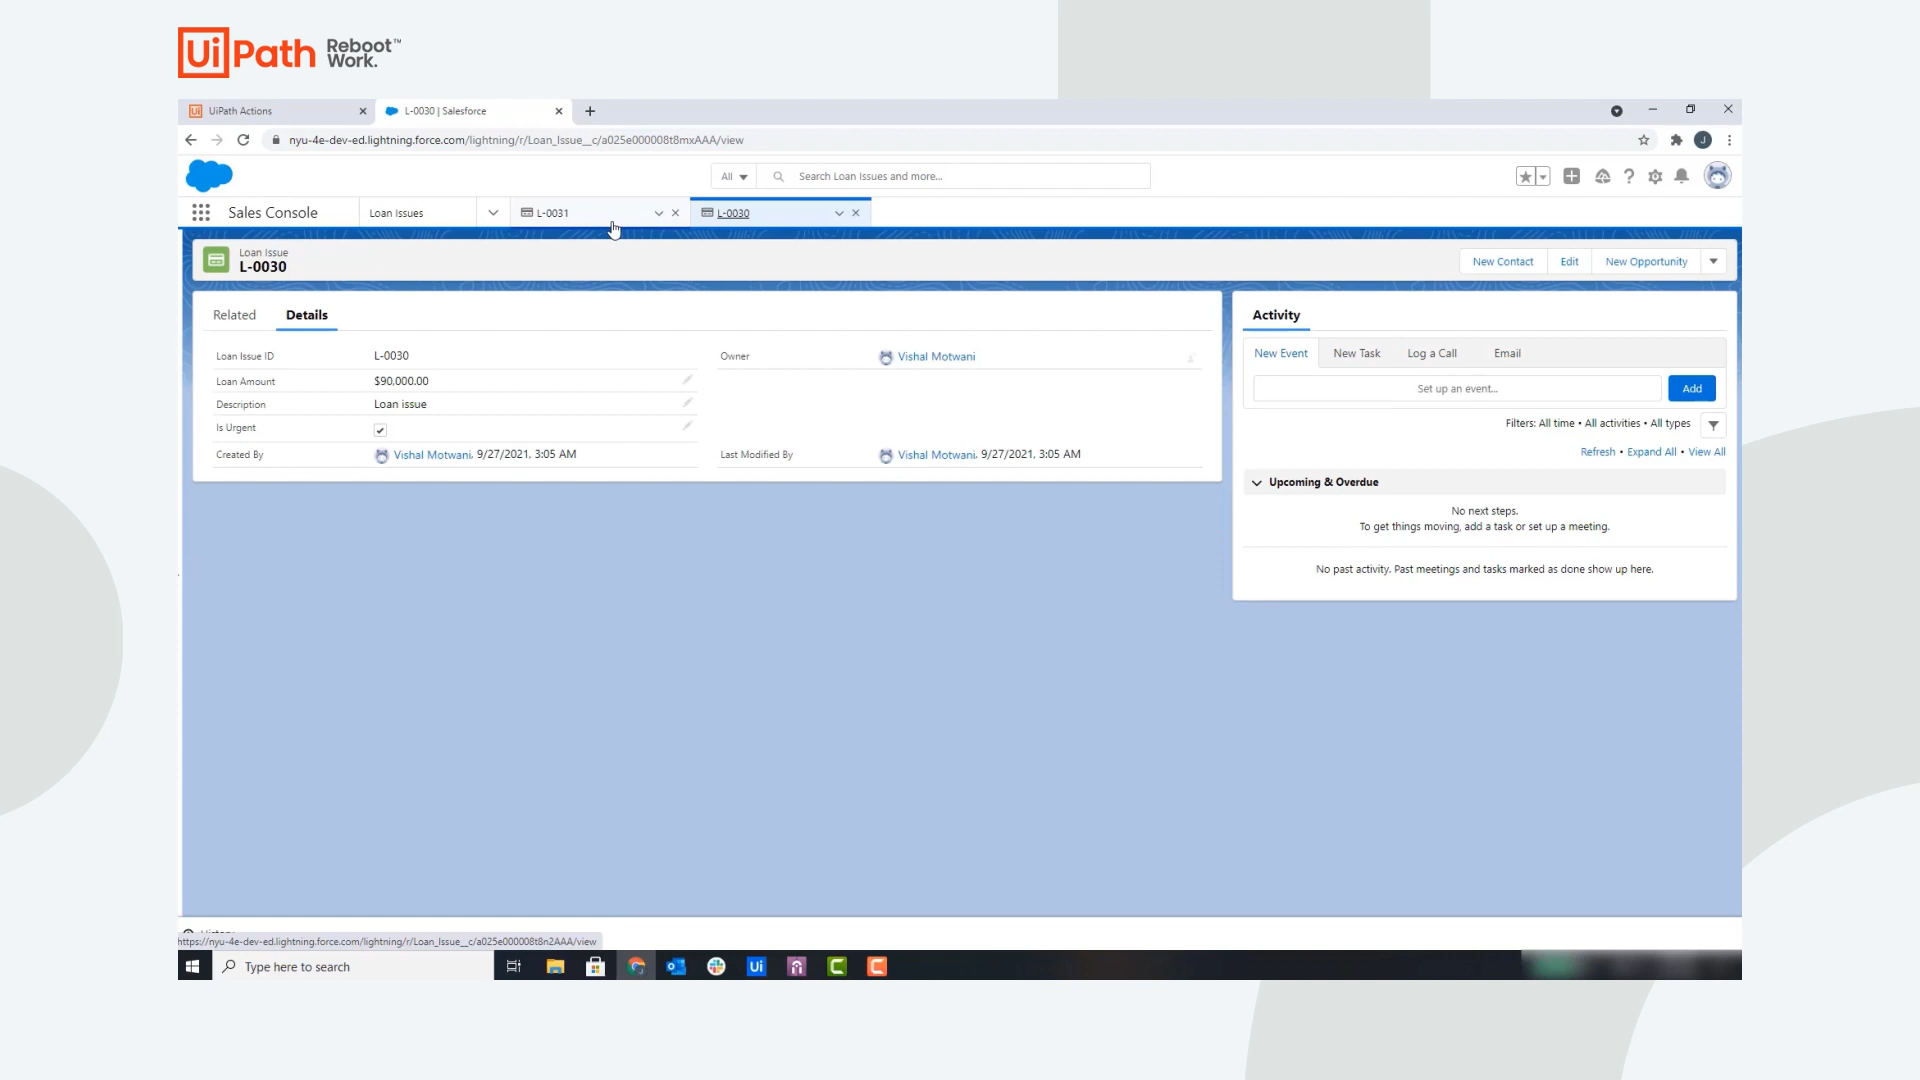 UiPath Reboot Work.™
UiPath Actions
L-0030 | Salesforce
nyu-4e-dev-ed.lightning.force.com/lightning/r/Loan_Issue__c/a025e000008t8mxAAA/view
J
All
Search Loan Issues and more...
Sales Console
Loan Issues
L-0031
L-0030
Loan Issue
L-0030
New Contact
Edit
New Opportunity
Related
Details
Loan Issue ID
L-0030
Owner
Vishal Motwani
Loan Amount
$90,000.00
Description
Loan issue
Is Urgent
Created By
Vishal Motwani, 9/27/2021, 3:05 AM
Last Modified By
Vishal Motwani, 9/27/2021, 3:05 AM
Activity
New Event
New Task
Log a Call
Email
Set up an event...
Add
Filters: All time • All activities • All types
Refresh • Expand All • View All
Upcoming & Overdue
No next steps.
To get things moving, add a task or set up a meeting.
No past activity. Past meetings and tasks marked as done show up here.
https://nyu-4e-dev-ed.lightning.force.com/lightning/r/Loan_Issue__c/a025e000008t8n2AAA/view
Type here to search
Ui